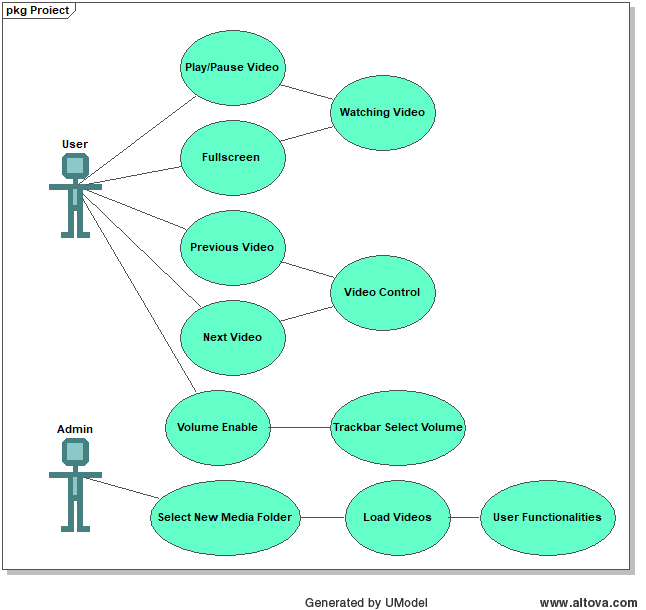 pkg Project
Play/Pause Video
Watching Video
User
Fullscreen
Previous Video
Video Control
Next Video
Admin
Volume Enable
Trackbar Select Volume
Select New Media Folder
Load Videos
User Functionalities
Generated by UModel
www.altova.com